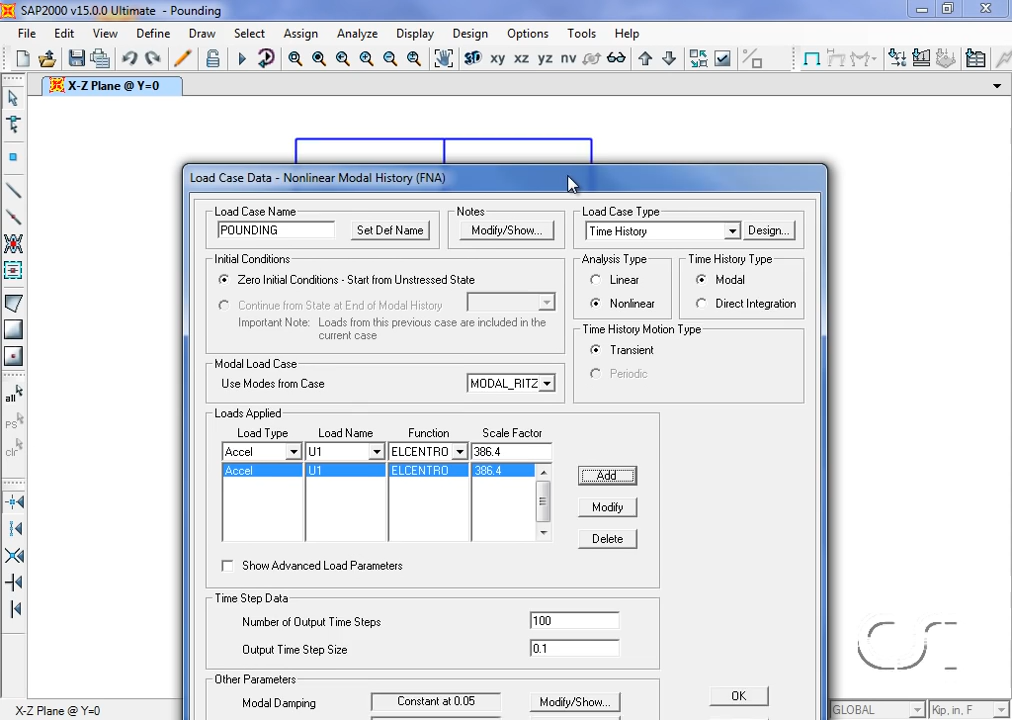 SAP2000 v15.0.0 Ultimate - Pounding
File Edit View Define Draw Select Assign Analyze Display Design Options Tools Help
3D xy xz yz nv
X-Z Plane @ Y=0
Load Case Data - Nonlinear Modal History (FNA)
Load Case Name Notes Load Case Type
POUNDING Set Def Name Modify/Show... Time History Design...
Initial Conditions Analysis Type Time History Type
Zero Initial Conditions - Start from Unstressed State Linear Modal
Continue from State at End of Modal History Nonlinear Direct Integration
Important Note: Loads from this previous case are included in the
current case
Time History Motion Type
Transient
Periodic
Modal Load Case
Use Modes from Case MODAL_RITZ
Loads Applied
Load Type Load Name Function Scale Factor
Accel U1 ELCENTRO 386.4
Accel U1 ELCENTRO 386.4
Add
Modify
Delete
Show Advanced Load Parameters
Time Step Data
Number of Output Time Steps 100
Output Time Step Size 0.1
Other Parameters
Modal Damping Constant at 0.05 Modify/Show... OK
all
PS
clr
CSI
X-Z Plane @ Y=0 GLOBAL Kip, in, F